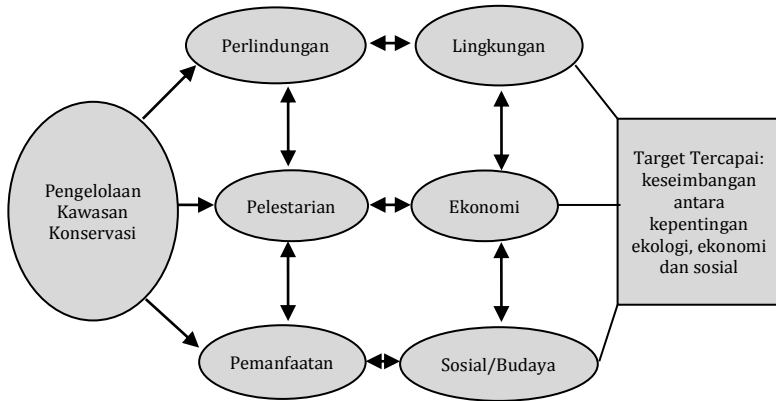 Perlindungan
Lingkungan
Pengelolaan
Kawasan
Konservasi
Pelestarian
Ekonomi
Target Tercapai:
keseimbangan
antara
kepentingan
ekologi, ekonomi
dan sosial
Pemanfaatan
Sosial/Budaya